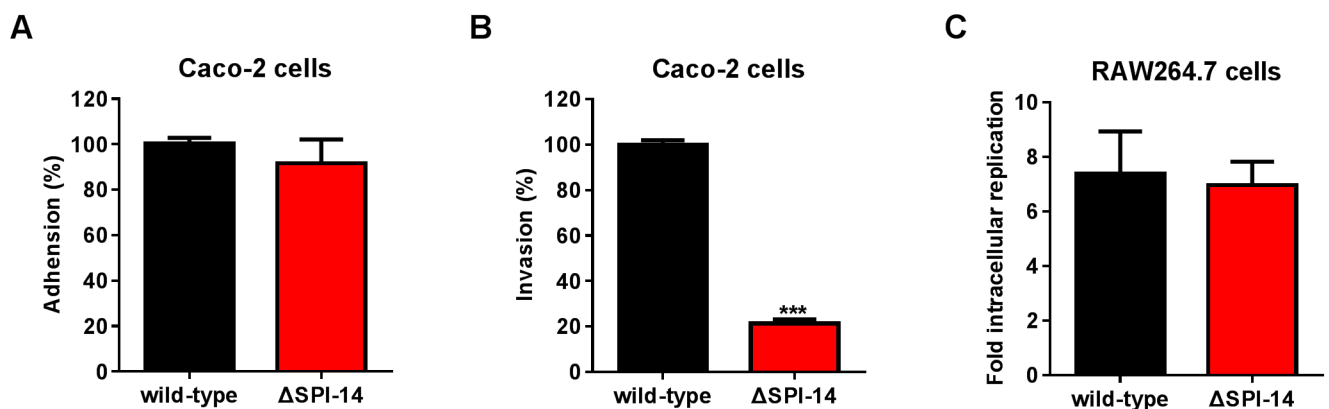 A
Caco-2 cells
Adhension (%)
120
100
80
60
40
20
0
wild-type
ΔSPI-14
B
Caco-2 cells
Invasion (%)
120
100
80
60
40
20
0
***
wild-type
ΔSPI-14
C
RAW264.7 cells
Fold intracellular replication
10
8
6
4
2
0
wild-type
ΔSPI-14